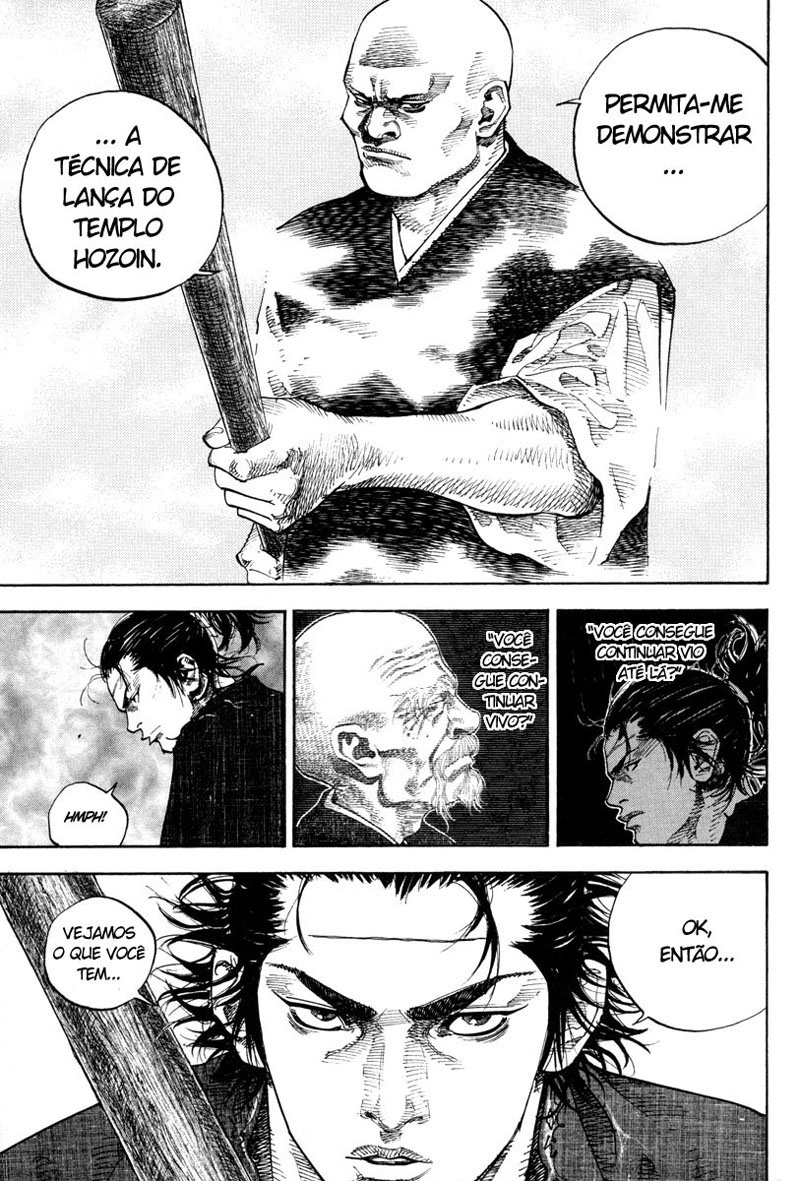 PERMITA-ME
DEMONSTRAR
...
... A
TÉCNICA DE
LANÇA DO
TEMPLO
HOZOIN.
"VOCÊ CONSEGUE
CONTINUAR VIO
ATÉ LÁ?"
"VOCÊ
CONSE-
GUE CON-
TINUAR
VIVO?"
HMPH!
OK,
ENTÃO...
VEJAMOS
O QUE VOCÊ
TEM...